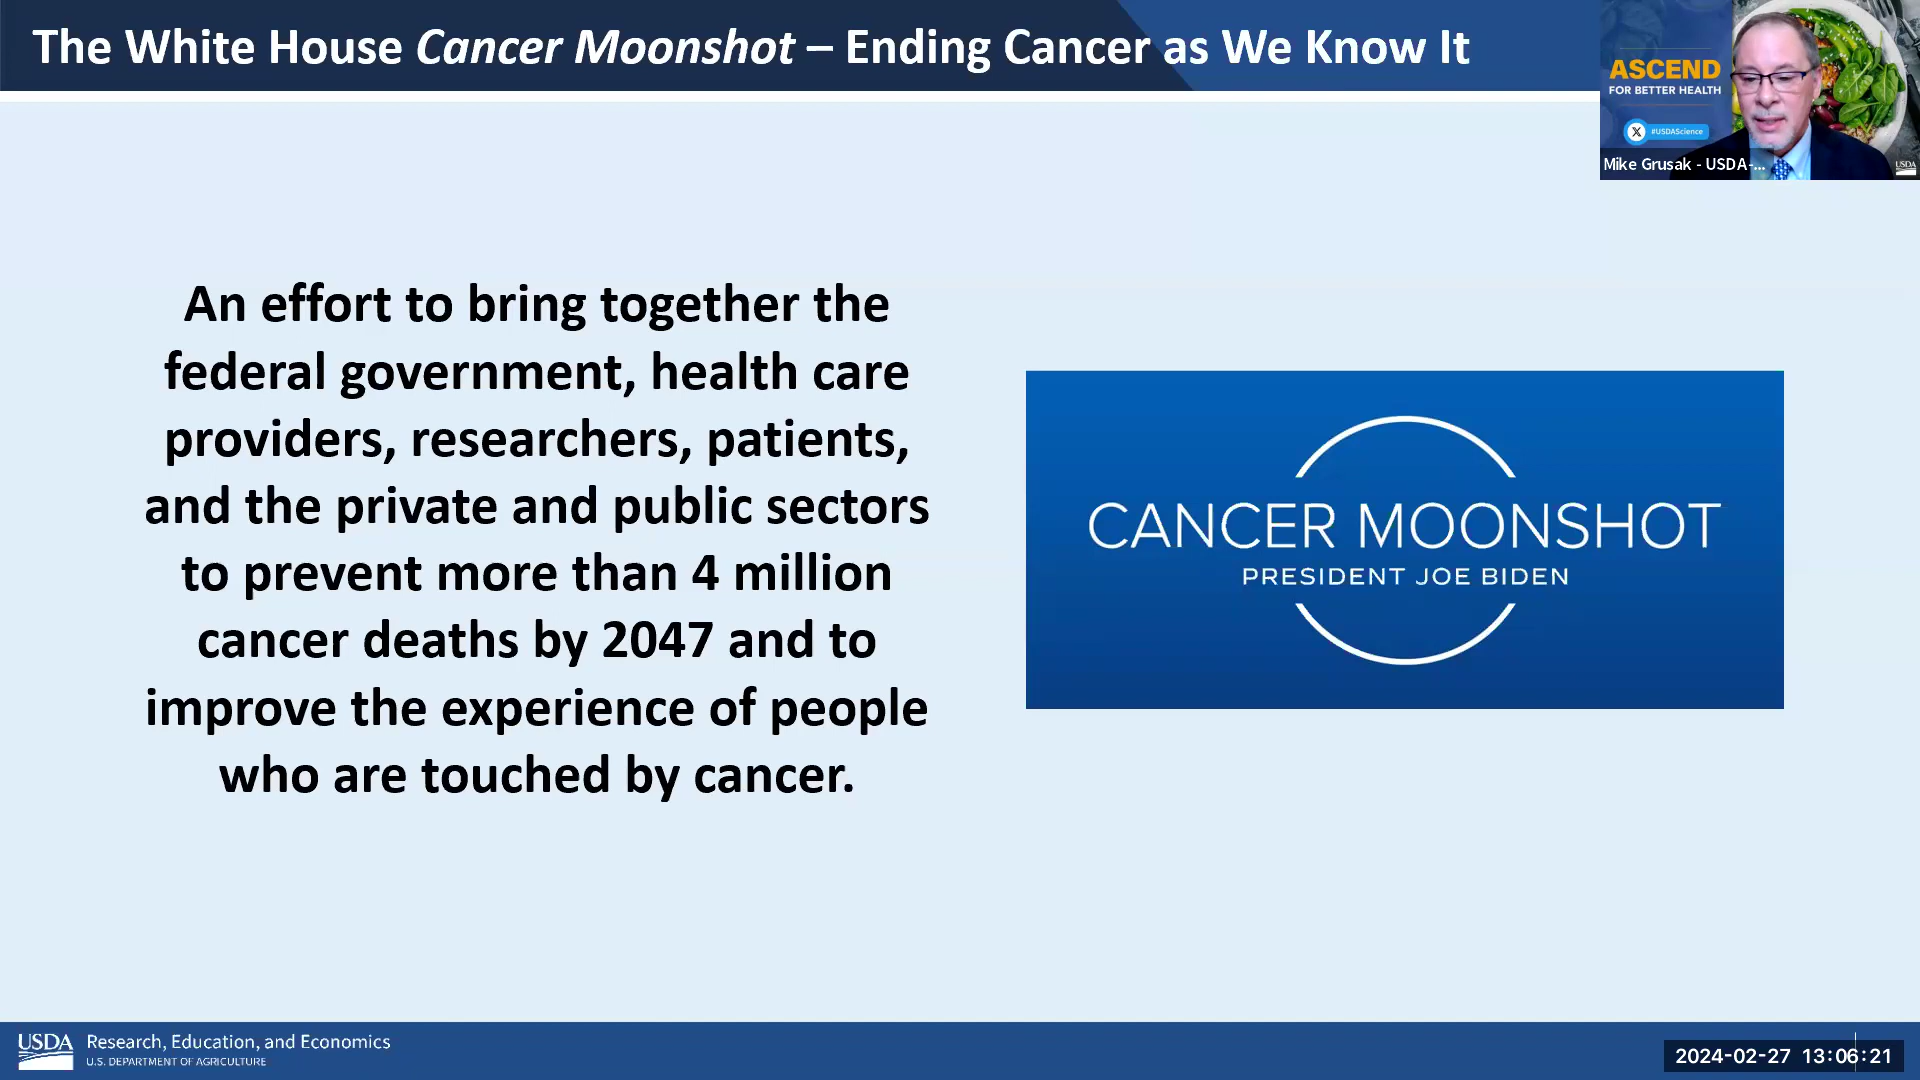 The White House Cancer Moonshot – Ending Cancer as We Know It
ASCEND
FOR BETTER HEALTH
X #USDAScience
Mike Grusak - USDA-...
USDA
An effort to bring together the
federal government, health care
providers, researchers, patients,
and the private and public sectors
to prevent more than 4 million
cancer deaths by 2047 and to
improve the experience of people
who are touched by cancer.
CANCER MOONSHOT
PRESIDENT JOE BIDEN
USDA
Research, Education, and Economics
U.S. DEPARTMENT OF AGRICULTURE
2024-02-27 13:06:21